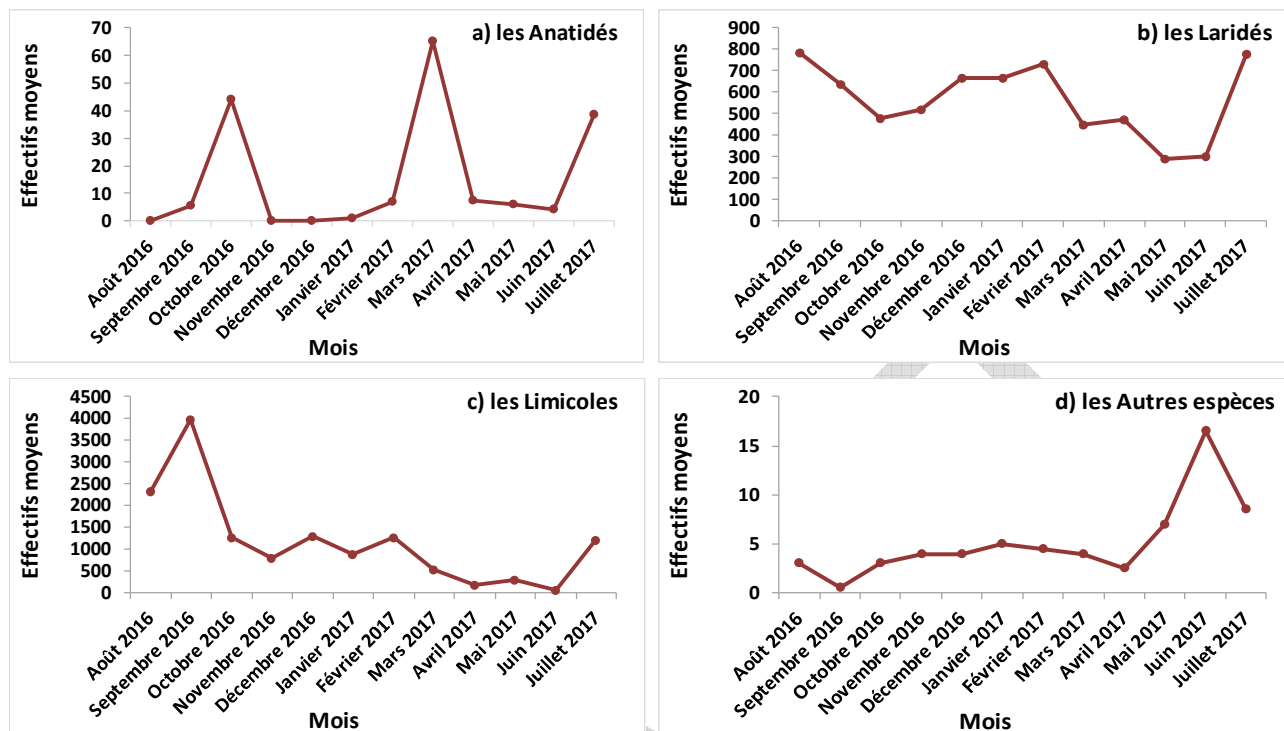 a) les Anatidés
Effectifs moyens
70
60
50
40
30
20
10
0
Août 2016
Septembre 2016
Octobre 2016
Novembre 2016
Décembre 2016
Janvier 2017
Février 2017
Mars 2017
Avril 2017
Mai 2017
Juin 2017
Juillet 2017
Mois
b) les Laridés
Effectifs moyens
900
800
700
600
500
400
300
200
100
0
Août 2016
Septembre 2016
Octobre 2016
Novembre 2016
Décembre 2016
Janvier 2017
Février 2017
Mars 2017
Avril 2017
Mai 2017
Juin 2017
Juillet 2017
Mois
c) les Limicoles
Effectifs moyens
4500
4000
3500
3000
2500
2000
1500
1000
500
0
Août 2016
Septembre 2016
Octobre 2016
Novembre 2016
Décembre 2016
Janvier 2017
Février 2017
Mars 2017
Avril 2017
Mai 2017
Juin 2017
Juillet 2017
Mois
d) les Autres espèces
Effectifs moyens
20
15
10
5
0
Août 2016
Septembre 2016
Octobre 2016
Novembre 2016
Décembre 2016
Janvier 2017
Février 2017
Mars 2017
Avril 2017
Mai 2017
Juin 2017
Juillet 2017
Mois